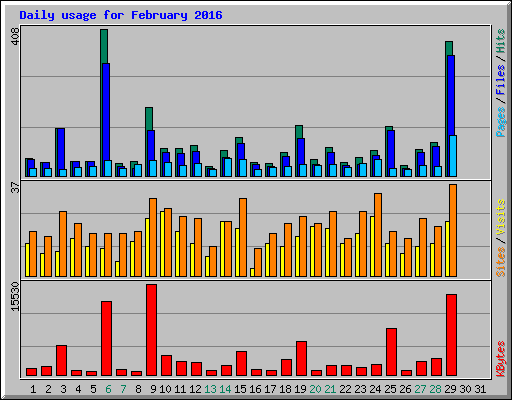 Daily usage for February 2016
408
Pages / Files / Hits
37
Sites / Visits
15530
KBytes
1 2 3 4 5 6 7 8 9 10 11 12 13 14 15 16 17 18 19 20 21 22 23 24 25 26 27 28 29 30 31